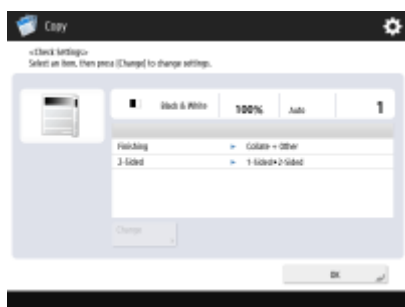 Copy
<Check Settings>
Select an item, then press [Change] to change settings.
Black & White
100%
Auto
1
Finishing ► Collate + Other
2-Sided ► 1-Sided▸2-Sided
Change
OK